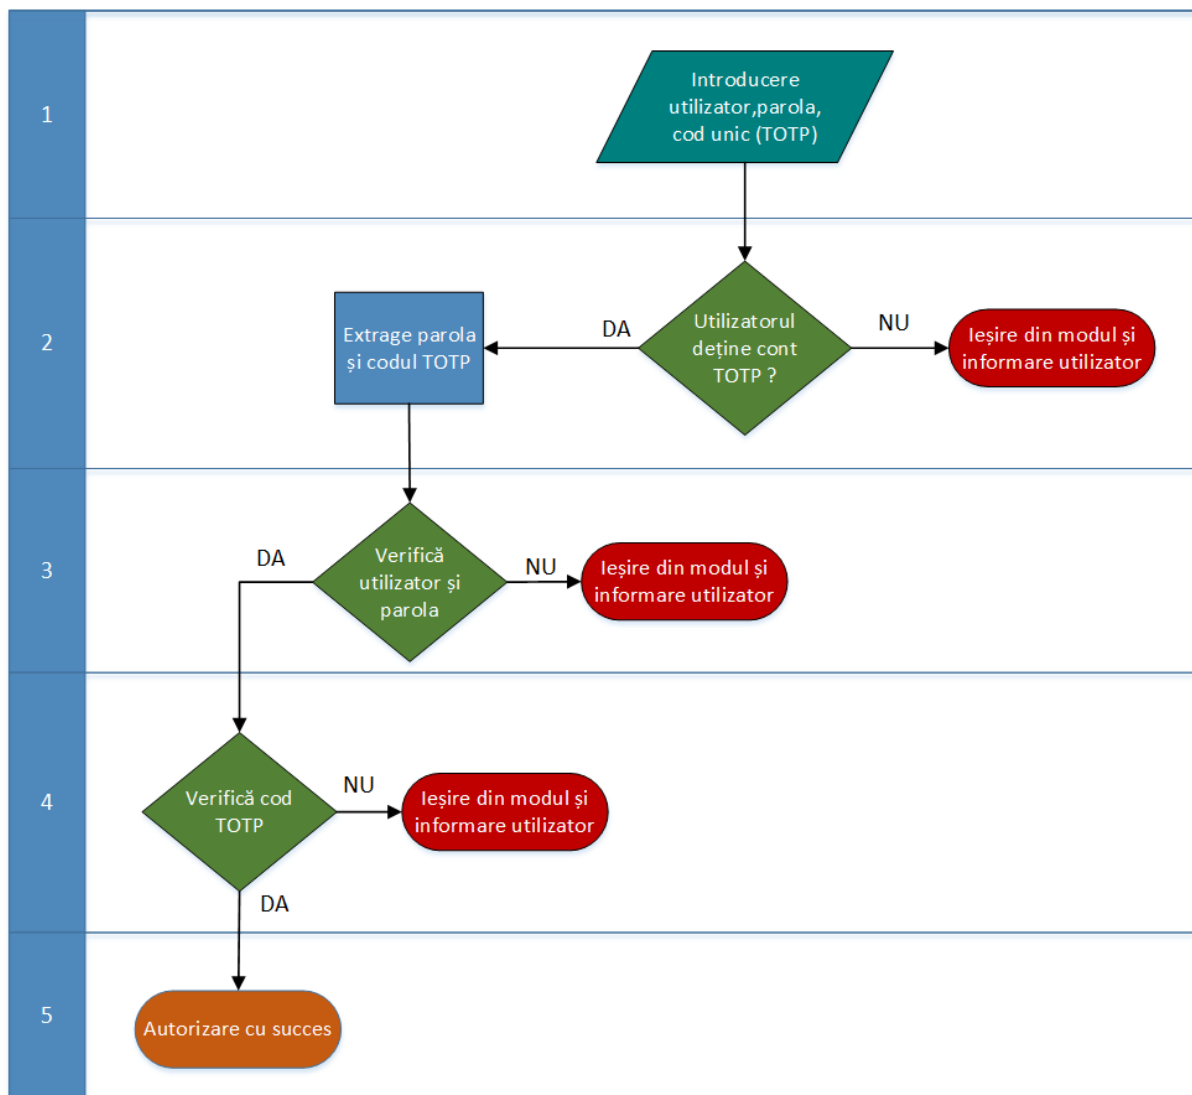 1
Introducere
utilizator,parola,
cod unic (TOTP)
2
Extrage parola
și codul TOTP
DA
Utilizatorul
deține cont
TOTP ?
NU
Ieșire din modul și
informare utilizator
3
DA
Verifică
utilizator și
parola
NU
Ieșire din modul și
informare utilizator
4
Verifică cod
TOTP
NU
Ieșire din modul și
informare utilizator
DA
5
Autorizare cu succes